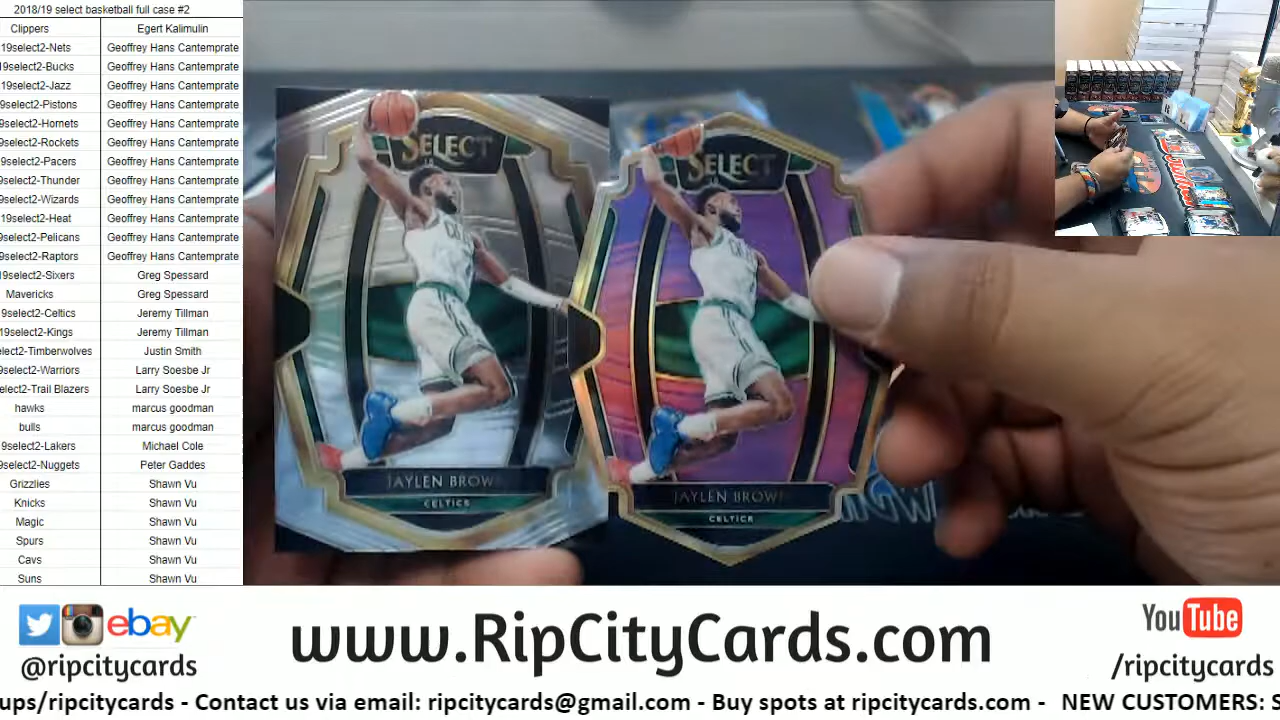 2018/19 select basketball full case #2
Clippers Egert Kalimulin
19select2-Nets Geoffrey Hans Cantemprate
19select2-Bucks Geoffrey Hans Cantemprate
19select2-Jazz Geoffrey Hans Cantemprate
9select2-Pistons Geoffrey Hans Cantemprate
9select2-Hornets Geoffrey Hans Cantemprate
9select2-Rockets Geoffrey Hans Cantemprate
9select2-Pacers Geoffrey Hans Cantemprate
9select2-Thunder Geoffrey Hans Cantemprate
9select2-Wizards Geoffrey Hans Cantemprate
19select2-Heat Geoffrey Hans Cantemprate
9select2-Pelicans Geoffrey Hans Cantemprate
9select2-Raptors Geoffrey Hans Cantemprate
19select2-Sixers Greg Spessard
Mavericks Greg Spessard
9select2-Celtics Jeremy Tillman
19select2-Kings Jeremy Tillman
elect2-Timberwolves Justin Smith
9select2-Warriors Larry Soesbe Jr
elect2-Trail Blazers Larry Soesbe Jr
hawks marcus goodman
bulls marcus goodman
9select2-Lakers Michael Cole
9select2-Nuggets Peter Gaddes
Grizzlies Shawn Vu
Knicks Shawn Vu
Magic Shawn Vu
Spurs Shawn Vu
Cavs Shawn Vu
Suns Shawn Vu
SELECT
JAYLEN BROWN
CELTICS
SELECT
JAYLEN BROWN
CELTICS
ebay
@ripcitycards
www.RipCityCards.com
YouTube
/ripcitycards
ups/ripcitycards - Contact us via email: ripcitycards@gmail.com - Buy spots at ripcitycards.com - NEW CUSTOMERS: S